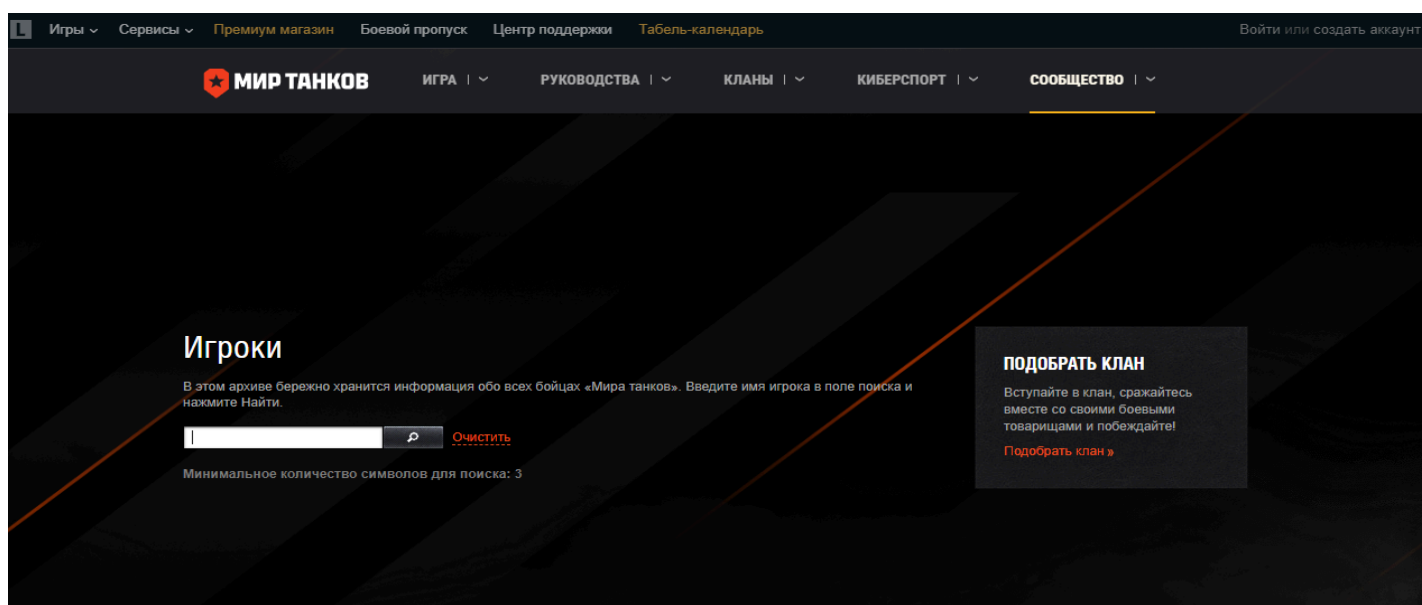 L Игры Сервисы Премиум магазин Боевой пропуск Центр поддержки Табель-календарь Войти или создать аккаунт
МИР ТАНКОВ ИГРА | РУКОВОДСТВА | КЛАНЫ | КИБЕРСПОРТ | СООБЩЕСТВО |
Игроки
В этом архиве бережно хранится информация обо всех бойцах «Мира танков». Введите имя игрока в поле поиска и
нажмите Найти.
Очистить
Минимальное количество символов для поиска: 3
ПОДОБРАТЬ КЛАН
Вступайте в клан, сражайтесь
вместе со своими боевыми
товарищами и побеждайте!
Подобрать клан »